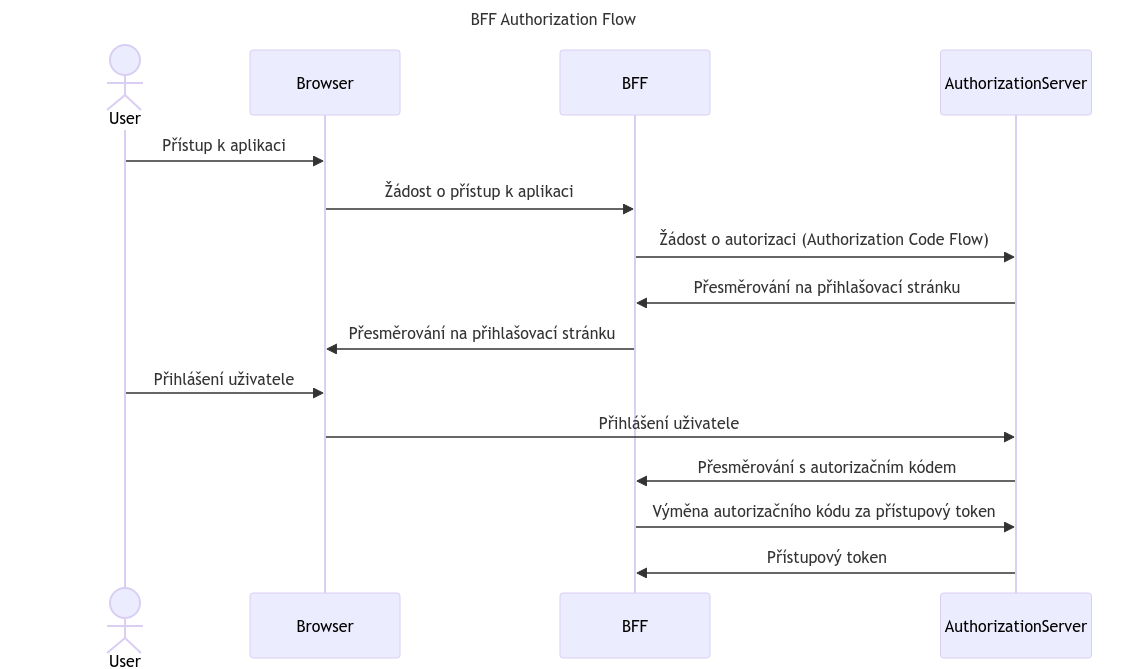 BFF Authorization Flow
User
Browser
BFF
AuthorizationServer
Přístup k aplikaci
Žádost o přístup k aplikaci
Žádost o autorizaci (Authorization Code Flow)
Přesměrování na přihlašovací stránku
Přesměrování na přihlašovací stránku
Přihlášení uživatele
Přihlášení uživatele
Přesměrování s autorizačním kódem
Výměna autorizačního kódu za přístupový token
Přístupový token
User
Browser
BFF
AuthorizationServer